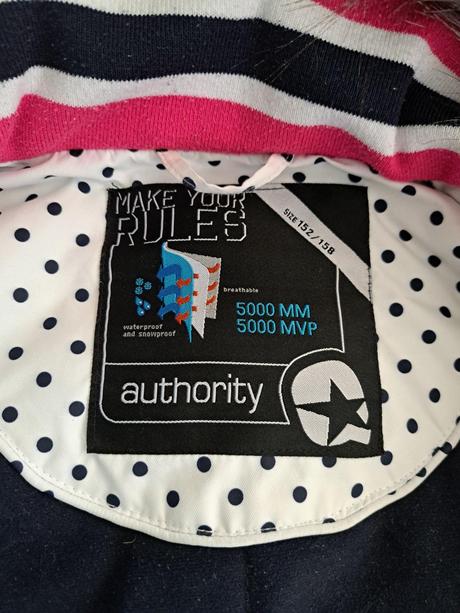 MAKE YOUR
RULES
SIZE 152/158
breathable
5000 MM
5000 MVP
waterproof
and snowproof
authority